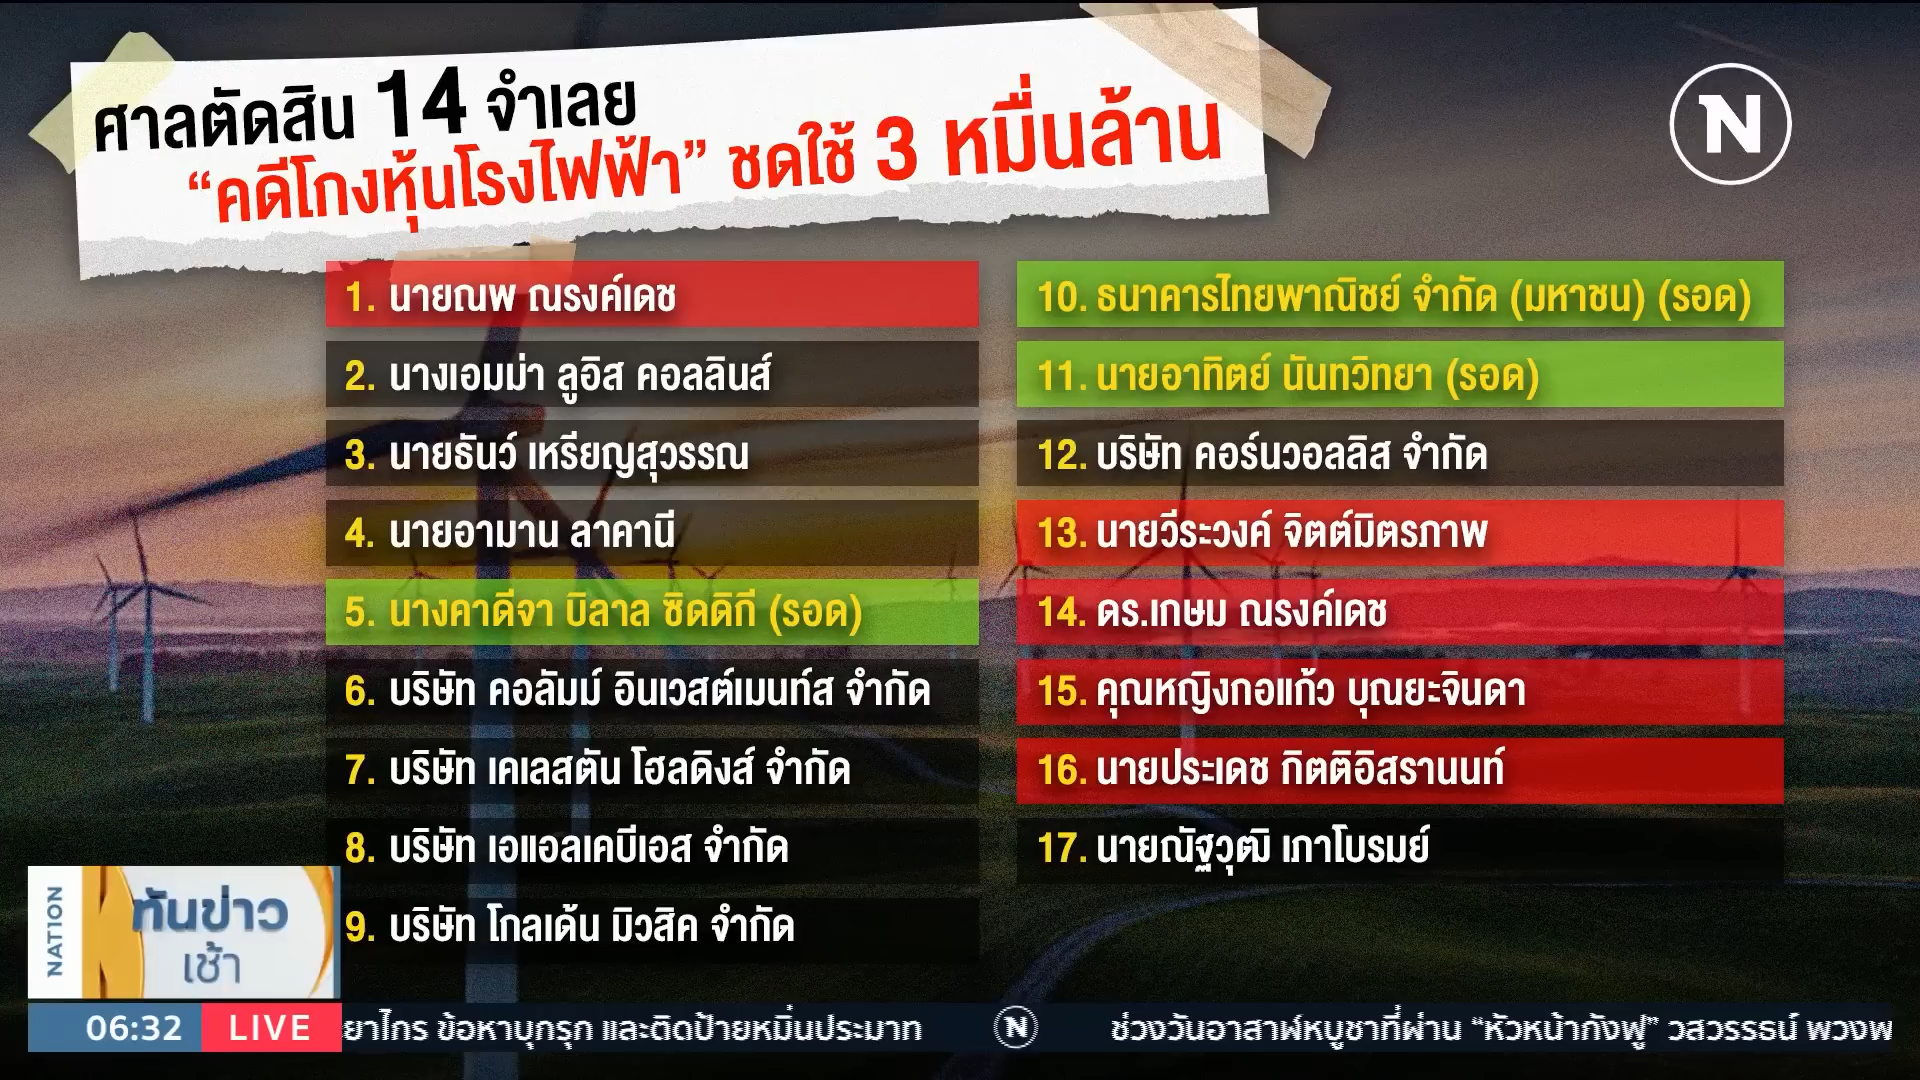 ศาลตัดสิน 14 จำเลย
“คดีโกงหุ้นโรงไฟฟ้า” ชดใช้ 3 หมื่นล้าน
N
1. นายณพ ณรงค์เดช
2. นางเอมม่า ลูอิส คอลลินส์
3. นายธันว์ เหรียญสุวรรณ
4. นายอามาน ลาคานี
5. นางคาดีจา บิลาล ซิดดิกี (รอด)
6. บริษัท คอลัมม์ อินเวสต์เมนท์ส จำกัด
7. บริษัท เคเลสตัน โฮลดิงส์ จำกัด
8. บริษัท เอแอลเคบีเอส จำกัด
9. บริษัท โกลเด้น มิวสิค จำกัด
10. ธนาคารไทยพาณิชย์ จำกัด (มหาชน) (รอด)
11. นายอาทิตย์ นันทวิทยา (รอด)
12. บริษัท คอร์นวอลลิส จำกัด
13. นายวีระวงค์ จิตต์มิตรภาพ
14. ดร.เกษม ณรงค์เดช
15. คุณหญิงกอแก้ว บุณยะจินดา
16. นายประเดช กิตติอิสรานนท์
17. นายณัฐวุฒิ เภาโบรมย์
NATION
ทันข่าว
เช้า
06:32 LIVE
ยาไกร ข้อหาบุกรุก และติดป้ายหมิ่นประมาท N ช่วงวันอาสาฬหบูชาที่ผ่าน “หัวหน้ากังฟู” วสวรรธน์ พวงพ